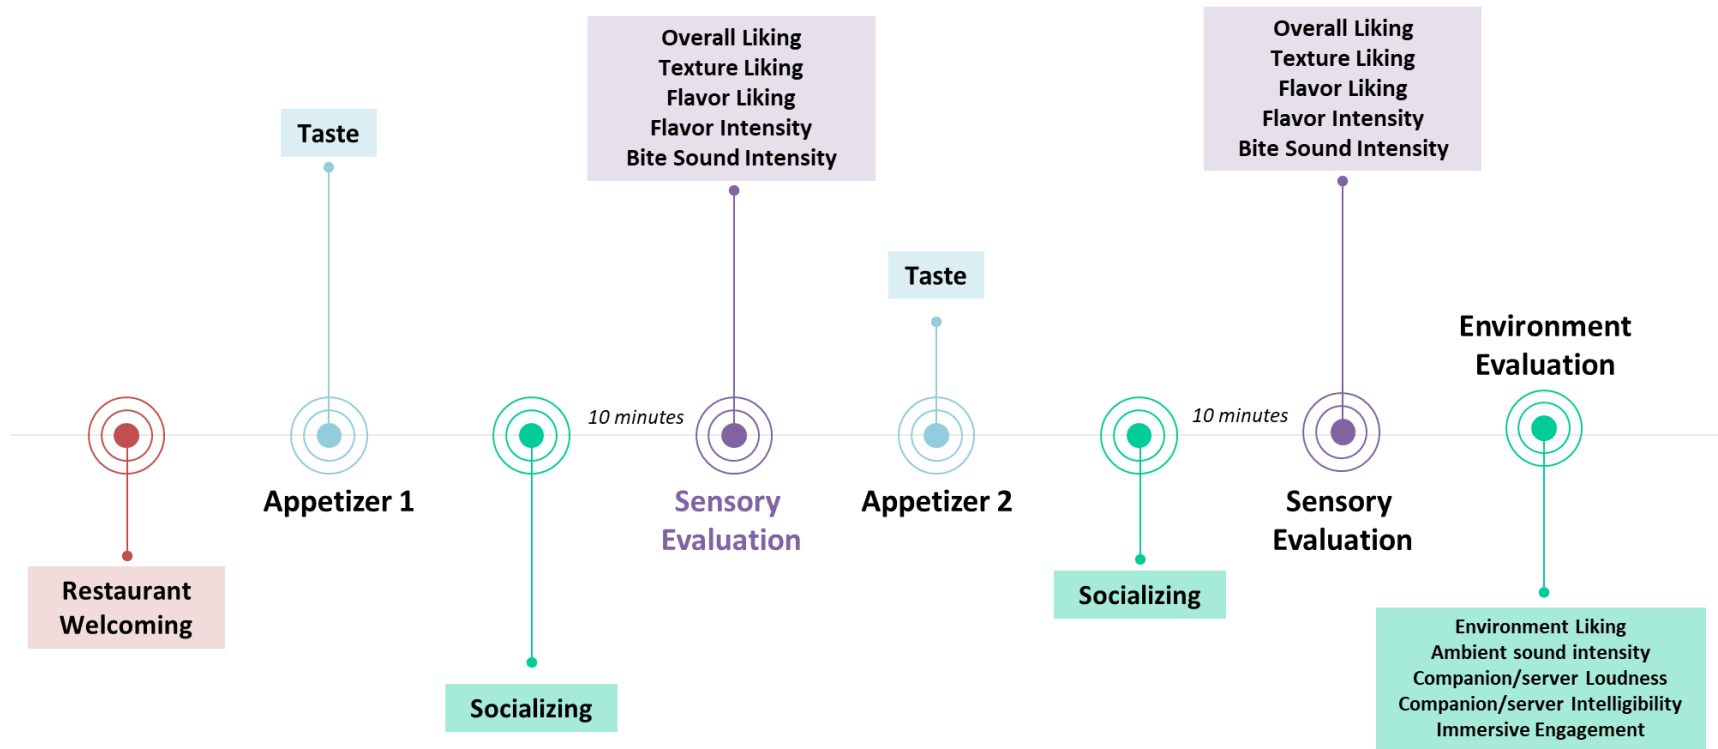 Restaurant
Welcoming
Taste
Appetizer 1
Socializing
10 minutes
Overall Liking
Texture Liking
Flavor Liking
Flavor Intensity
Bite Sound Intensity
Sensory
Evaluation
Taste
Appetizer 2
Socializing
10 minutes
Overall Liking
Texture Liking
Flavor Liking
Flavor Intensity
Bite Sound Intensity
Sensory
Evaluation
Environment
Evaluation
Environment Liking
Ambient sound intensity
Companion/server Loudness
Companion/server Intelligibility
Immersive Engagement